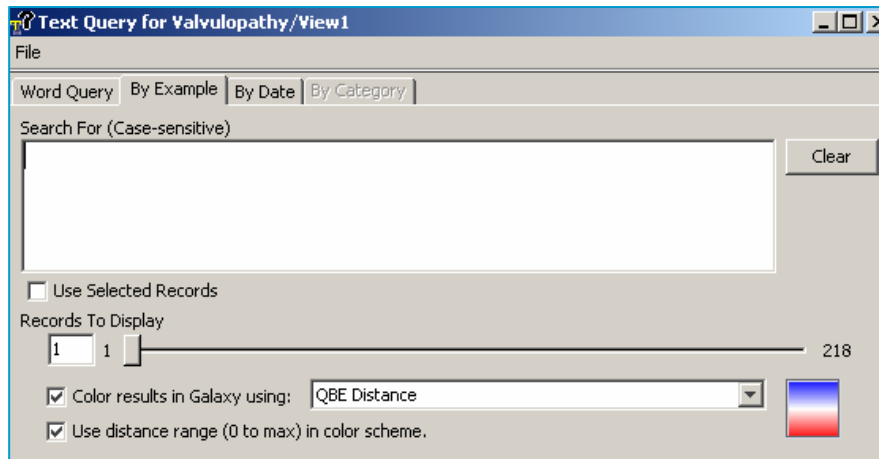 Text Query for Valvulopathy/View1
File
Word Query By Example By Date By Category
Search For (Case-sensitive)
Clear
Use Selected Records
Records To Display
1 1 218
Color results in Galaxy using: QBE Distance
Use distance range (0 to max) in color scheme.